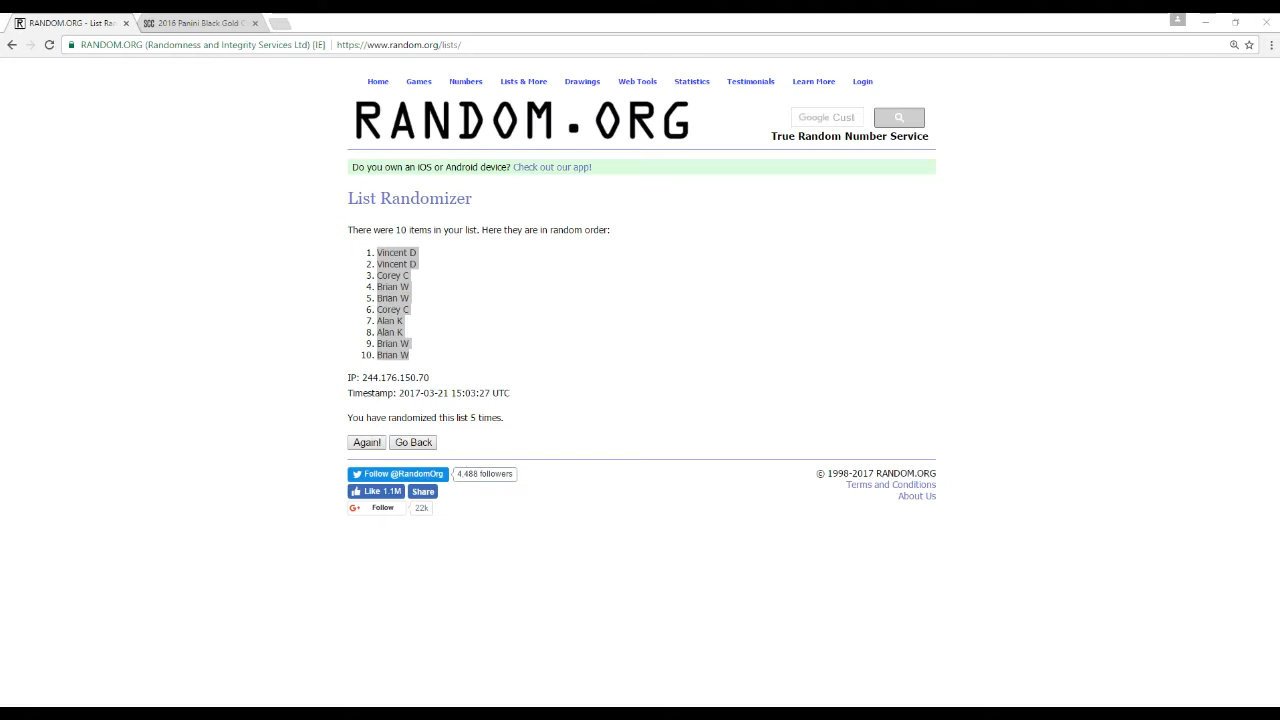 RANDOM.ORG - List Ra
SCC 2016 Panini Black Gold
RANDOM.ORG (Randomness and Integrity Services Ltd) [IE] https://www.random.org/lists/
Home Games Numbers Lists & More Drawings Web Tools Statistics Testimonials Learn More Login
RANDOM.ORG
Google Cust
True Random Number Service
Do you own an iOS or Android device? Check out our app!
List Randomizer
There were 10 items in your list. Here they are in random order:
1. Vincent D
2. Vincent D
3. Corey C
4. Brian W
5. Brian W
6. Corey C
7. Alan K
8. Alan K
9. Brian W
10. Brian W
IP: 244.176.150.70
Timestamp: 2017-03-21 15:03:27 UTC
You have randomized this list 5 times.
Again! Go Back
Follow @RandomOrg 4,488 followers
Like 1.1M Share
G+ Follow 22k
© 1998-2017 RANDOM.ORG
Terms and Conditions
About Us